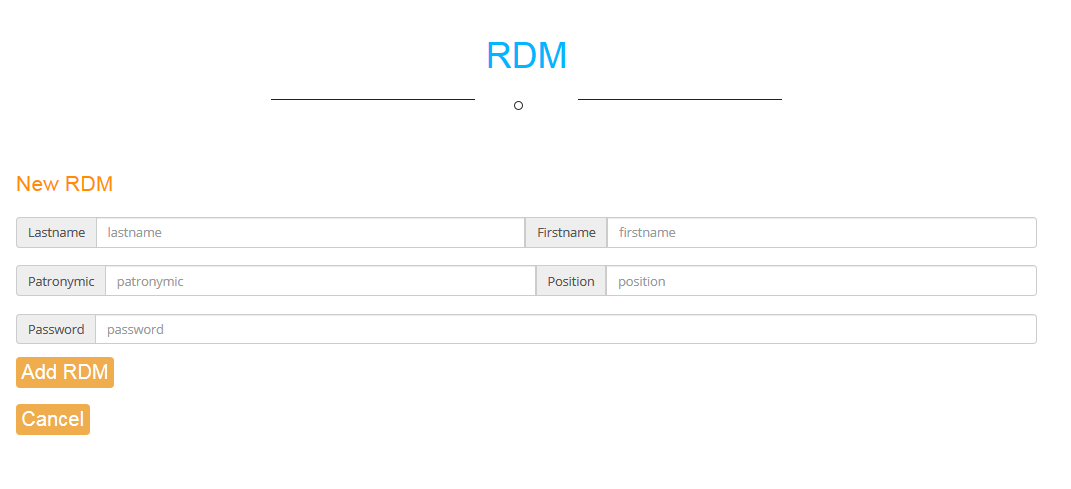 RDM
New RDM
Lastname lastname Firstname firstname
Patronymic patronymic Position position
Password password
Add RDM
Cancel